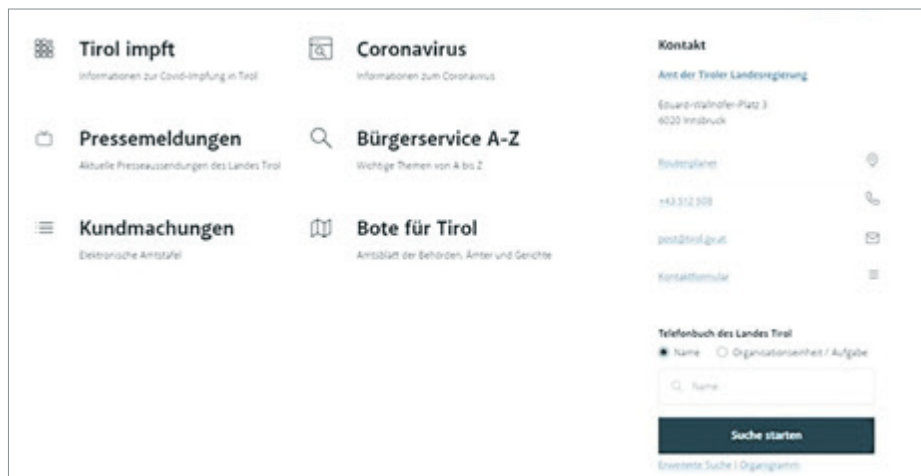 Tirol impft
Informationen zur Covid-Impfung in Tirol
Coronavirus
Informationen zum Coronavirus
Pressemeldungen
Aktuelle Presseaussendungen des Landes Tirol
Bürgerservice A-Z
Wichtige Themen von A bis Z
Kundmachungen
Elektronische Amtstafel
Bote für Tirol
Amtsblatt der Behörden, Ämter und Gerichte
Kontakt
Amt der Tiroler Landesregierung
Eduard-Wallnöfer-Platz 3
6020 Innsbruck
Routenplaner
+43 512 508
post@tirol.gv.at
Kontaktformular
Telefonbuch des Landes Tirol
Name
Organisationseinheit / Aufgabe
Name
Suche starten
Erweiterte Suche | Organigramm